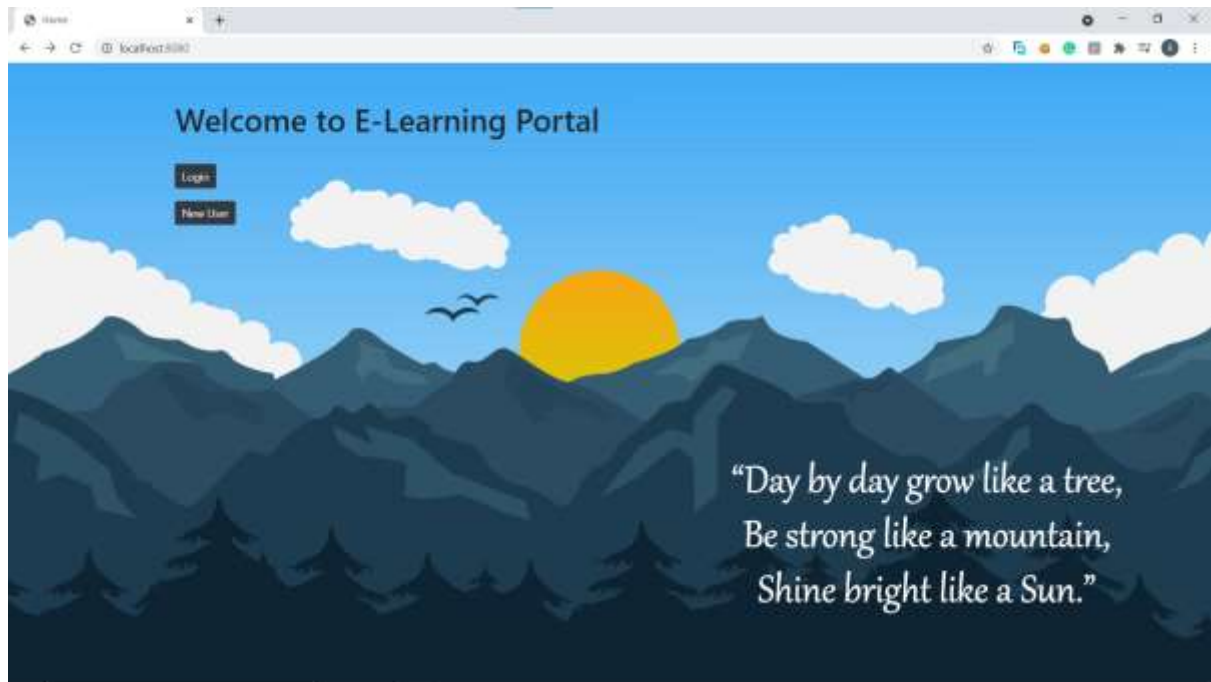 Home
localhost:8080
Welcome to E-Learning Portal
Login
New User
“Day by day grow like a tree,
Be strong like a mountain,
Shine bright like a Sun.”